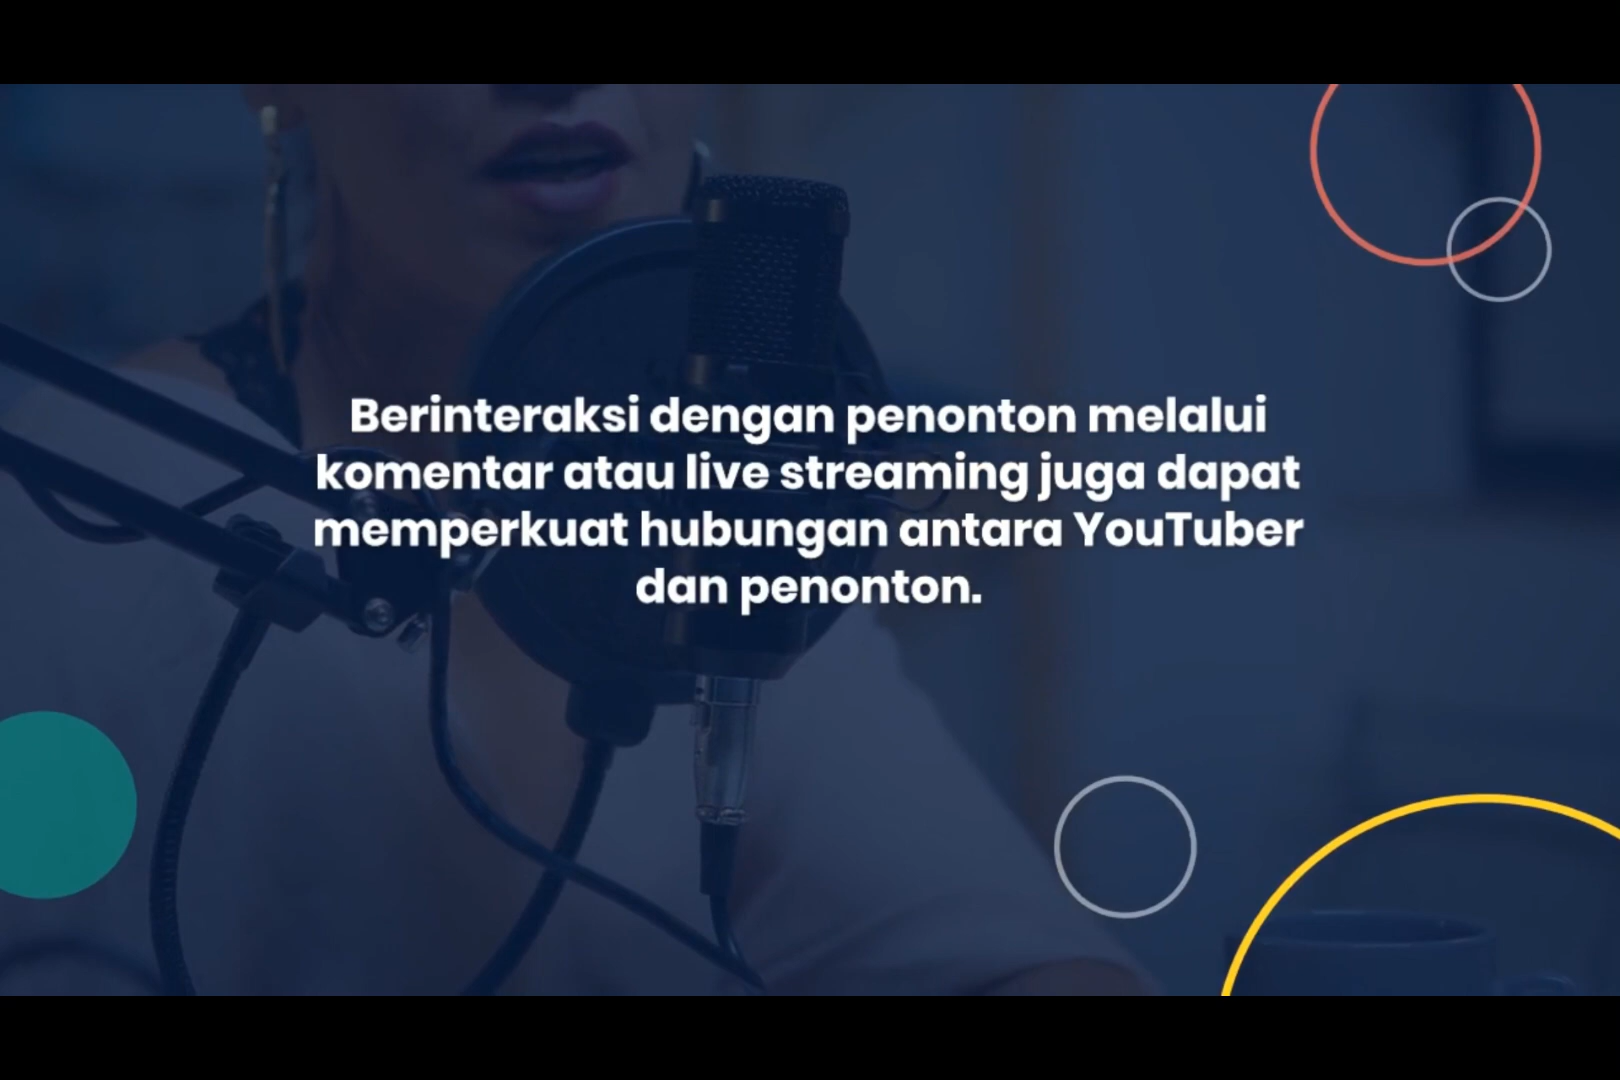 Berinteraksi dengan penonton melalui
komentar atau live streaming juga dapat
memperkuat hubungan antara YouTuber
dan penonton.